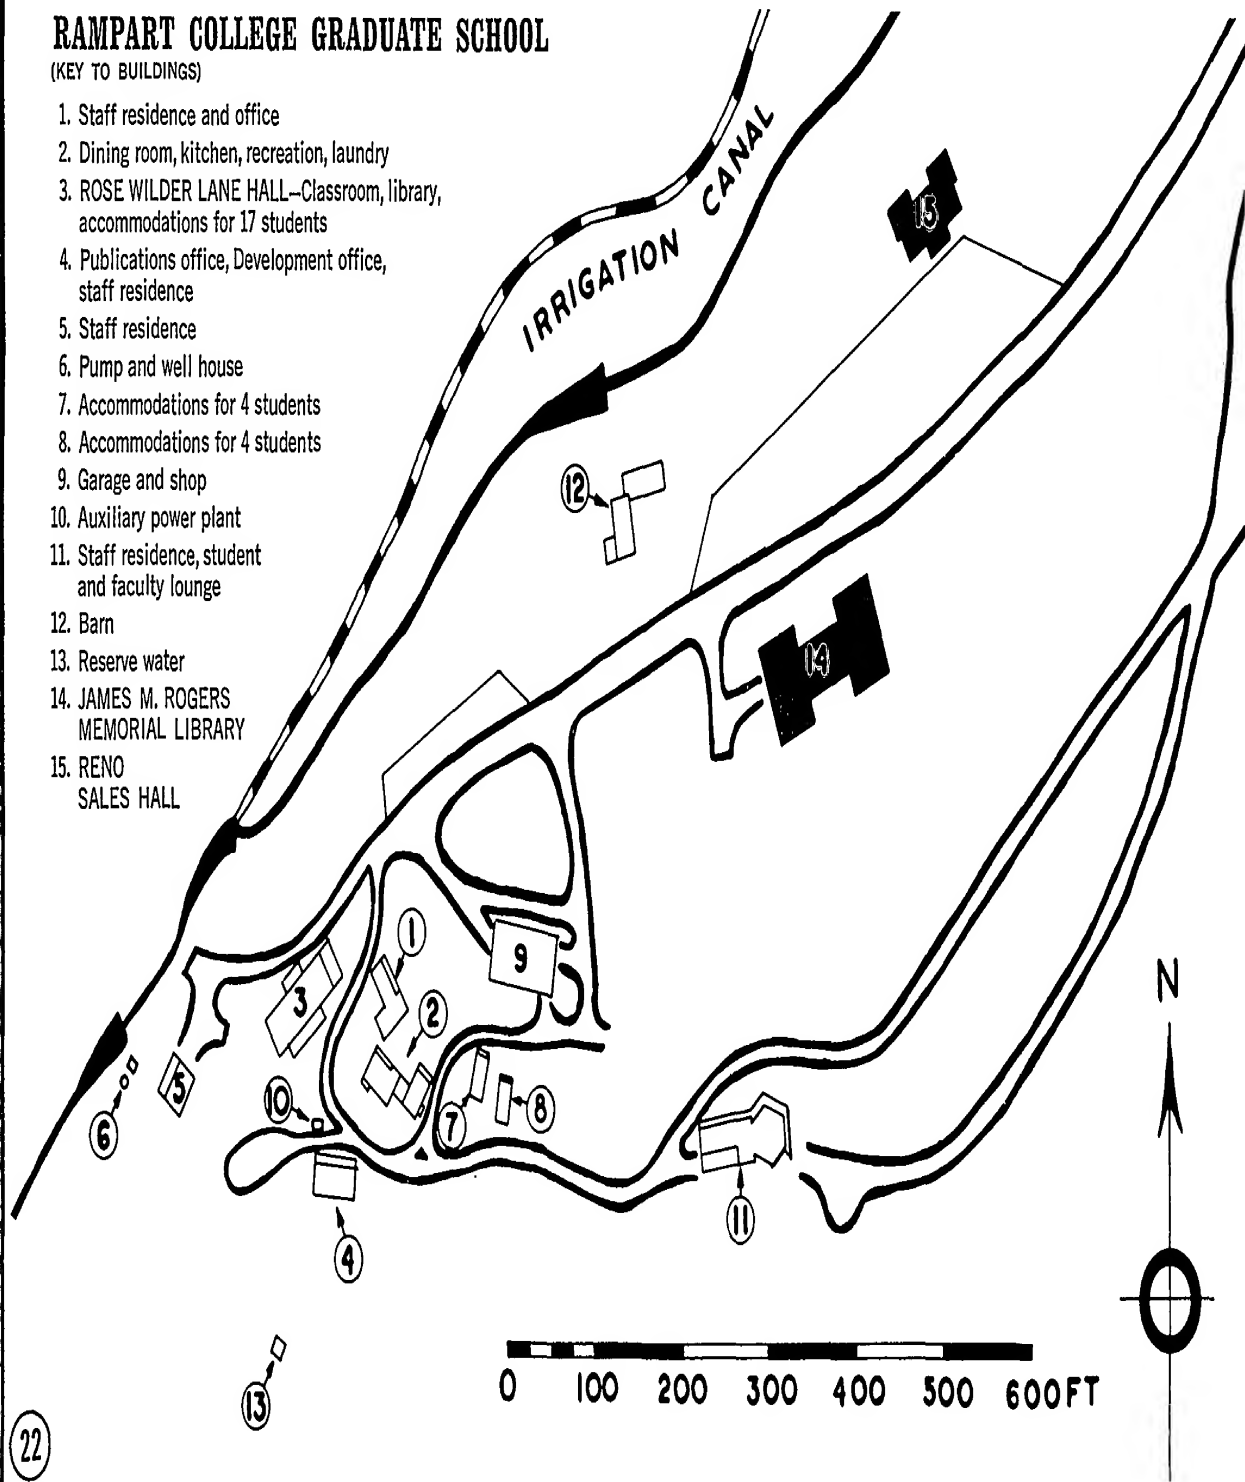 RAMPART COLLEGE GRADUATE SCHOOL
(KEY TO BUILDINGS)
1. Staff residence and office
2. Dining room, kitchen, recreation, laundry
3. ROSE WILDER LANE HALL–Classroom, library,
accommodations for 17 students
4. Publications office, Development office,
staff residence
5. Staff residence
6. Pump and well house
7. Accommodations for 4 students
8. Accommodations for 4 students
9. Garage and shop
10. Auxiliary power plant
11. Staff residence, student
and faculty lounge
12. Barn
13. Reserve water
14. JAMES M. ROGERS
MEMORIAL LIBRARY
15. RENO
SALES HALL
IRRIGATION CANAL
15
12
14
1
9
3
2
5
10
6
7
8
11
4
13
N
0 100 200 300 400 500 600 FT
22